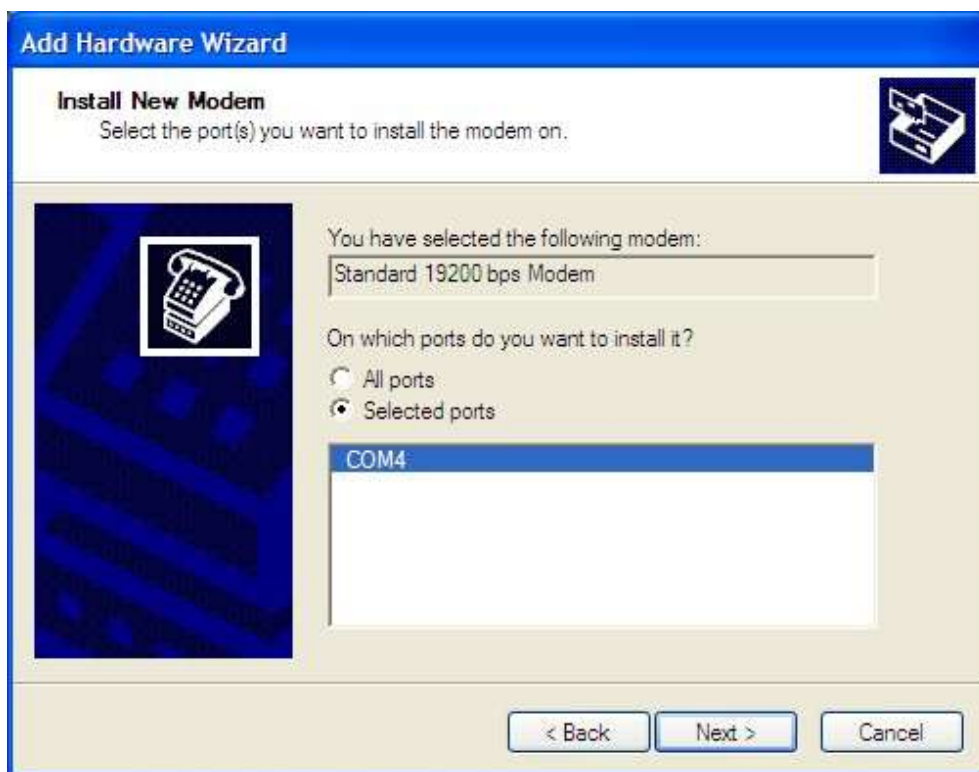 Add Hardware Wizard
Install New Modem
Select the port(s) you want to install the modem on.
You have selected the following modem:
Standard 19200 bps Modem
On which ports do you want to install it?
All ports
Selected ports
COM4
< Back Next > Cancel